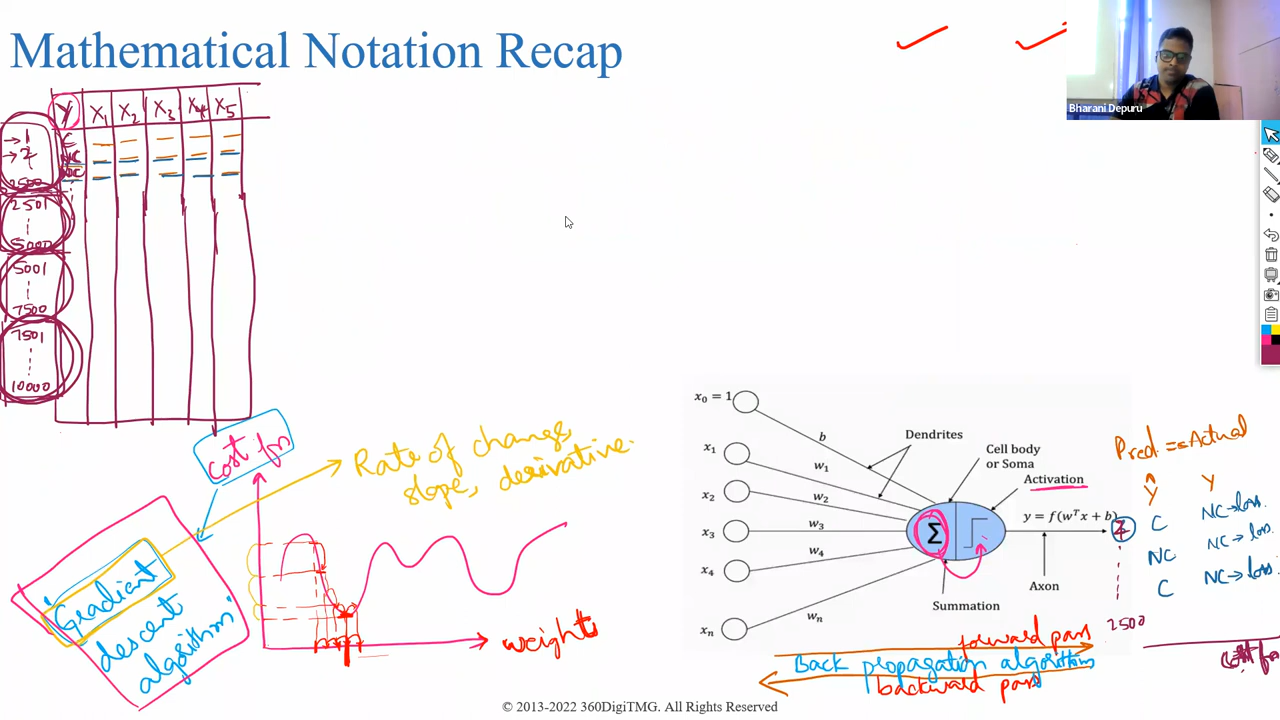 Mathematical Notation Recap
Bharani Depuru
Y X1 X2 X3 X4 X5
→1 C
→2 NC
2500 NC
2501
5000
5001
7500
7501
10000
cost fn
Rate of change,
slope, derivative.
"Gradiant
descent
algorithm"
weights
x₀ = 1
b
x₁
w₁
x₂
w₂
x₃
w₃
x₄
w₄
xₙ
wₙ
Dendrites
Cell body
or Soma
Activation
Σ
y = f(wᵀx + b)
Axon
Summation
2500
Pred == Actual
Ŷ Y
C NC→loss.
NC NC→loss.
C NC→loss.
forward pass
Back propagation algorithm
backward pass
© 2013-2022 360DigiTMG. All Rights Reserved